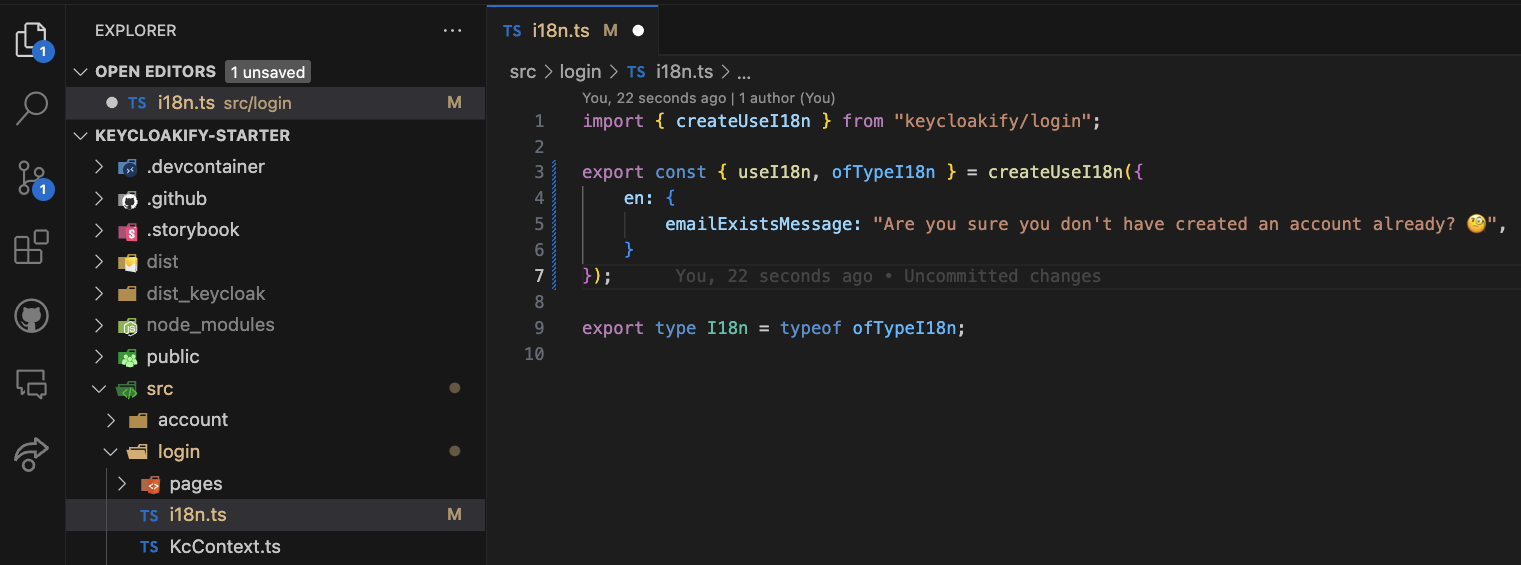 EXPLORER ...
OPEN EDITORS 1 unsaved
TS i18n.ts src/login M
KEYCLOAKIFY-STARTER
.devcontainer
.github
.storybook
dist
dist_keycloak
node_modules
public
src
account
login
pages
TS i18n.ts M
TS KcContext.ts
1
1
TS i18n.ts M
src > login > TS i18n.ts > ...
You, 22 seconds ago | 1 author (You)
1 import { createUseI18n } from "keycloakify/login";
2
3 export const { useI18n, ofTypeI18n } = createUseI18n({
4 en: {
5 emailExistsMessage: "Are you sure you don't have created an account already? 🧐",
6 }
7 }); You, 22 seconds ago • Uncommitted changes
8
9 export type I18n = typeof ofTypeI18n;
10